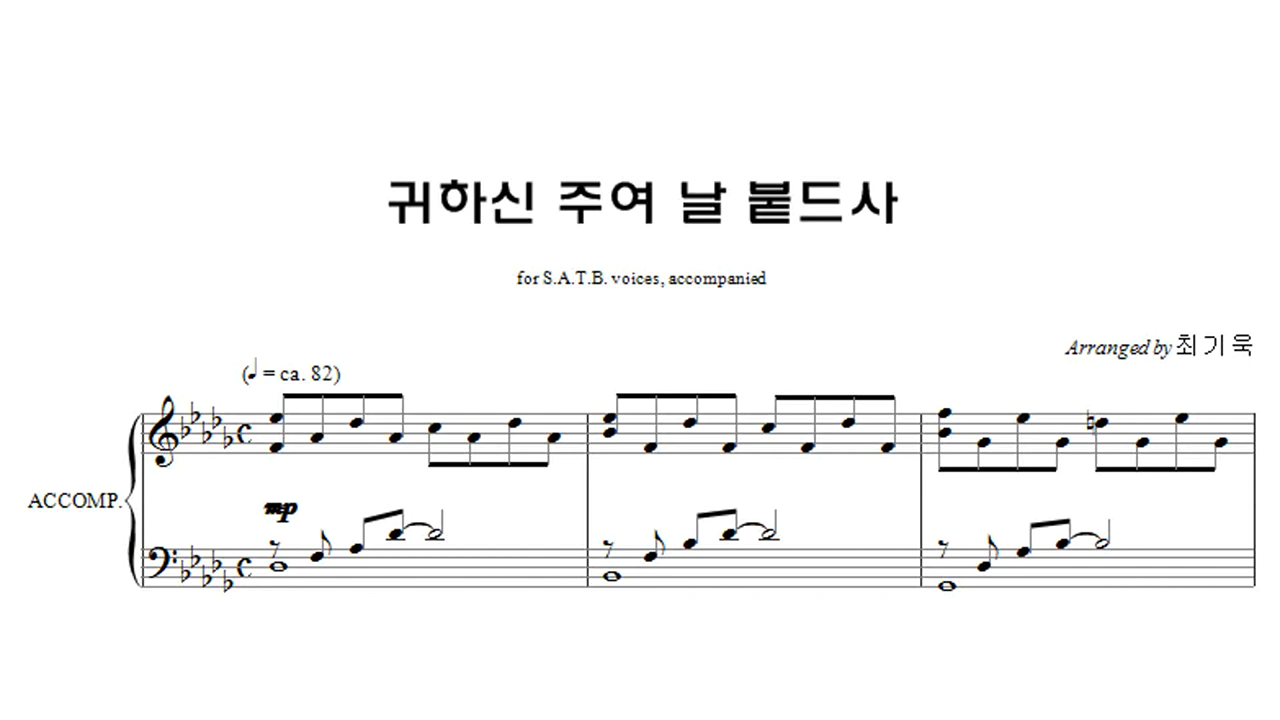 귀하신 주여 날 붙드사
for S.A.T.B. voices, accompanied
Arranged by 최기욱
(♩ = ca. 82)
ACCOMP.
mp